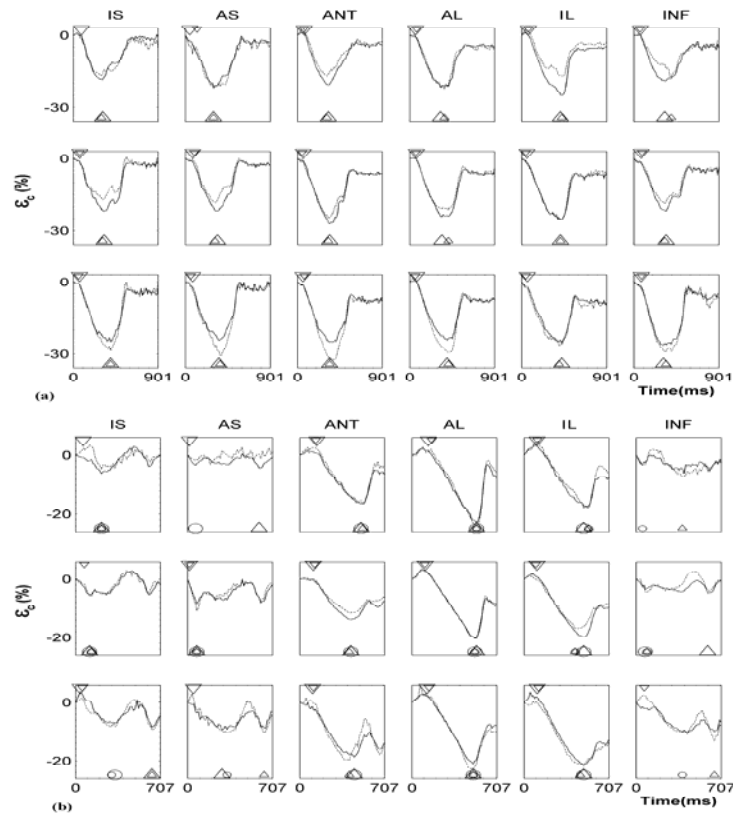 IS AS ANT AL IL INF
0
-30
0
-30
εc (%)
0
-30
0 901 0 901 0 901 0 901 0 901 0 901
(a) Time(ms)
IS AS ANT AL IL INF
0
-20
0
-20
εc (%)
0
-20
0 707 0 707 0 707 0 707 0 707 0 707
(b) Time(ms)